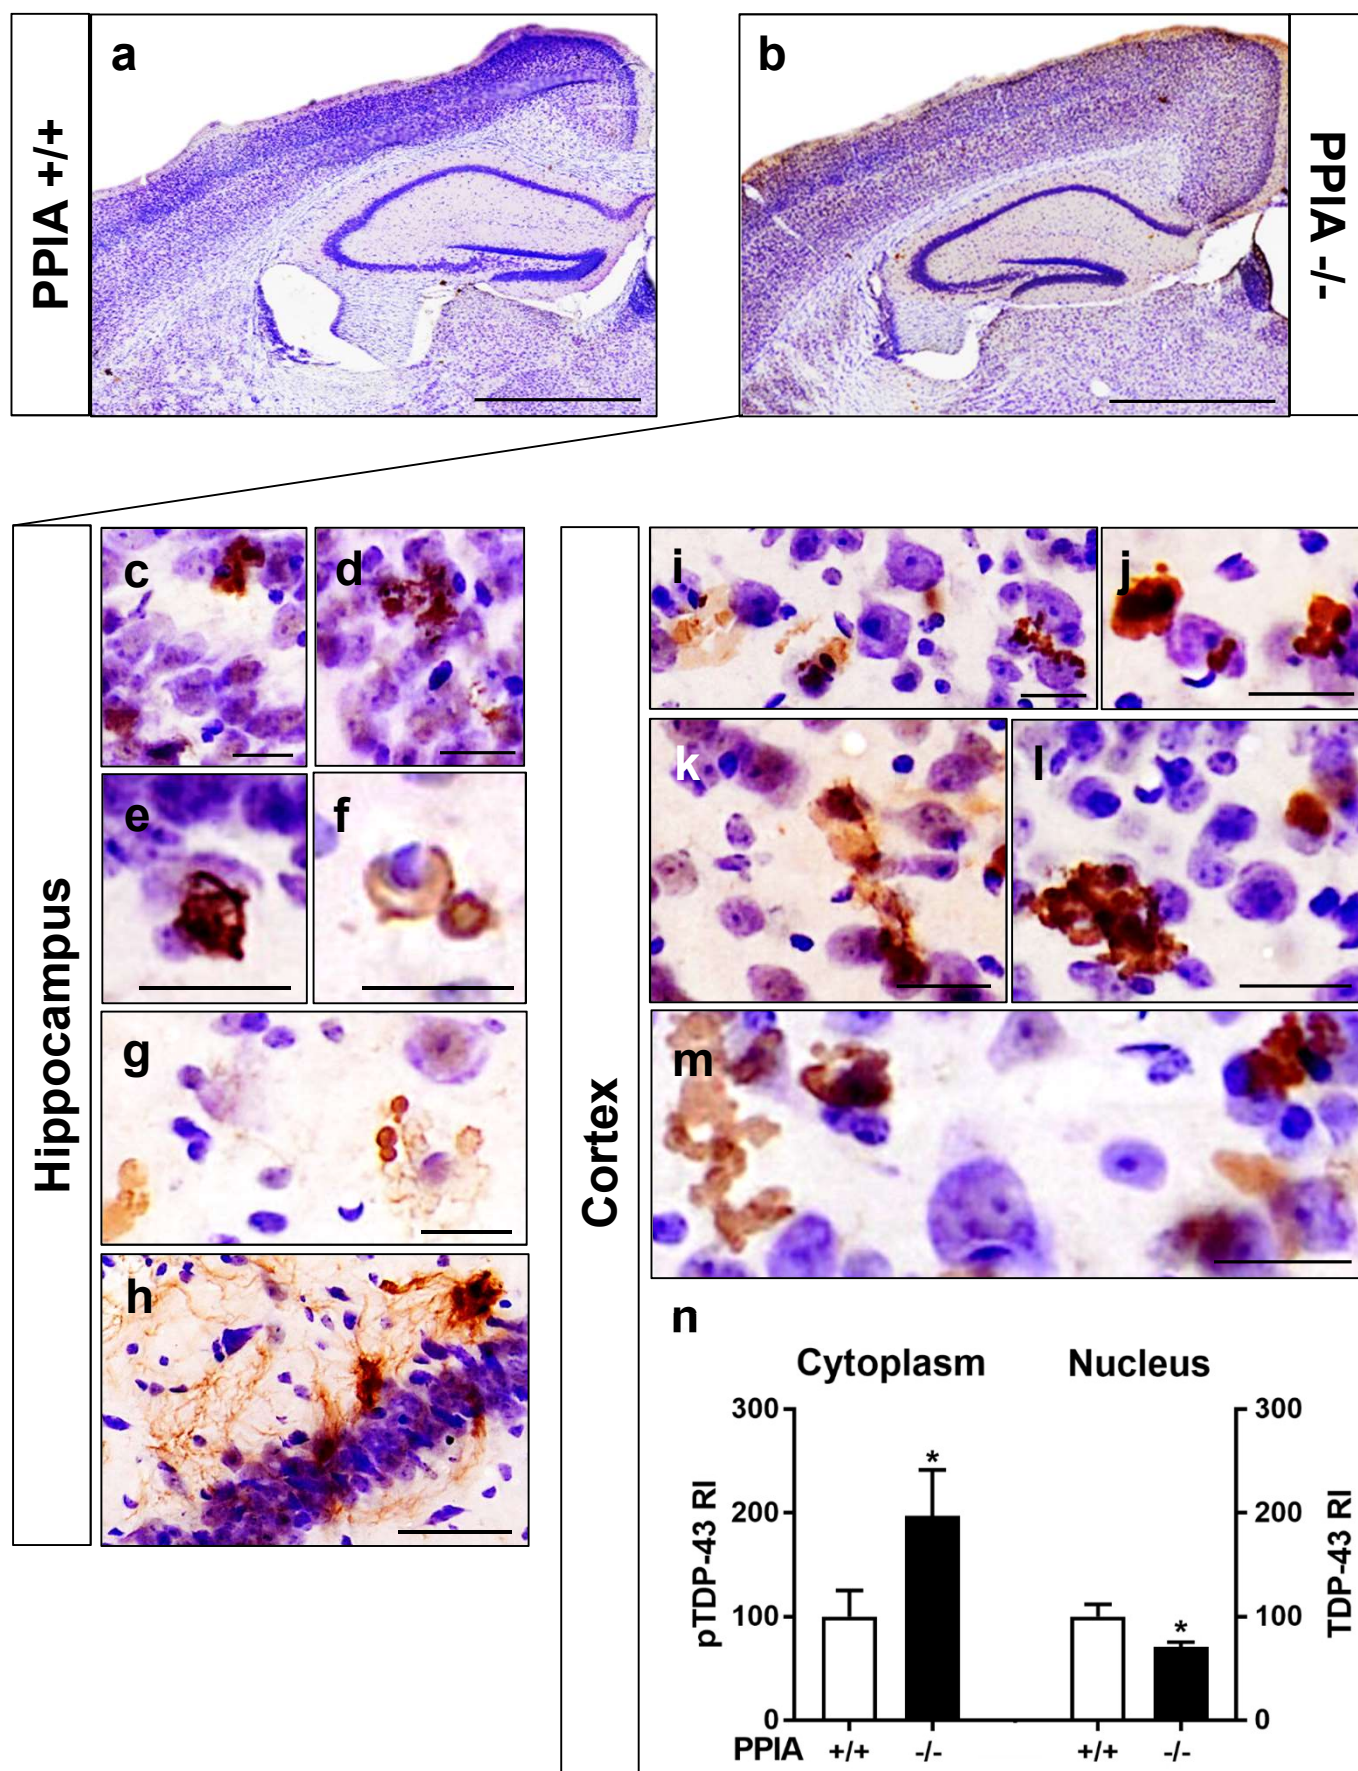 PPIA +/+
a
b
PPIA -/-
Hippocampus
c
d
e
f
g
h
Cortex
i
j
k
l
m
n
Cytoplasm
Nucleus
pTDP-43 RI
300
200
100
0
*
*
300
200
100
0
TDP-43 RI
PPIA +/+ -/- +/+ -/-